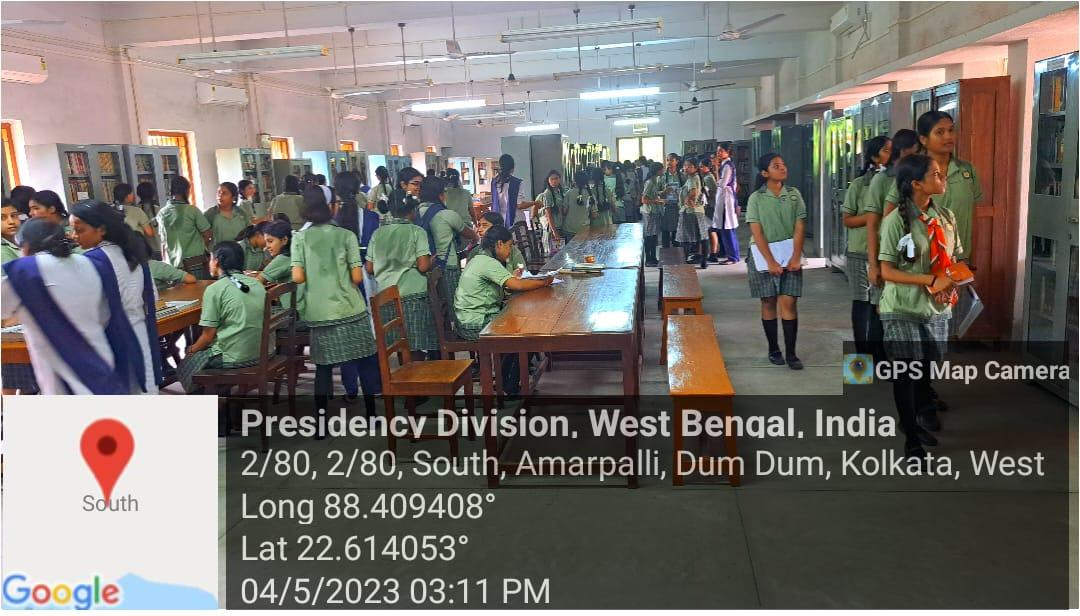 GPS Map Camera
Presidency Division, West Bengal, India
2/80, 2/80, South, Amarpalli, Dum Dum, Kolkata, West
Long 88.409408°
Lat 22.614053°
04/5/2023 03:11 PM
South
Google